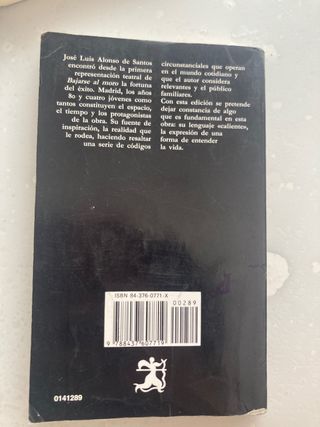 José Luis Alonso de Santos
encontró desde la primera
representación teatral de
Bajarse al moro la fortuna
del éxito. Madrid, los años
80 y cuatro jóvenes como
tantos constituyen el espacio,
el tiempo y los protagonistas
de la obra. Su fuente de
inspiración, la realidad que
le rodea, haciendo resaltar
una serie de códigos
circunstanciales que operan
en el mundo cotidiano y
que el autor considera
relevantes y el público
familiares.
Con esta edición se pretende
dejar constancia de algo
que es fundamental en esta
obra: su lenguaje «caliente»,
la expresión de una
forma de entender
la vida.
ISBN 84-376-0771-X
00289
9 788437 607719
0141289